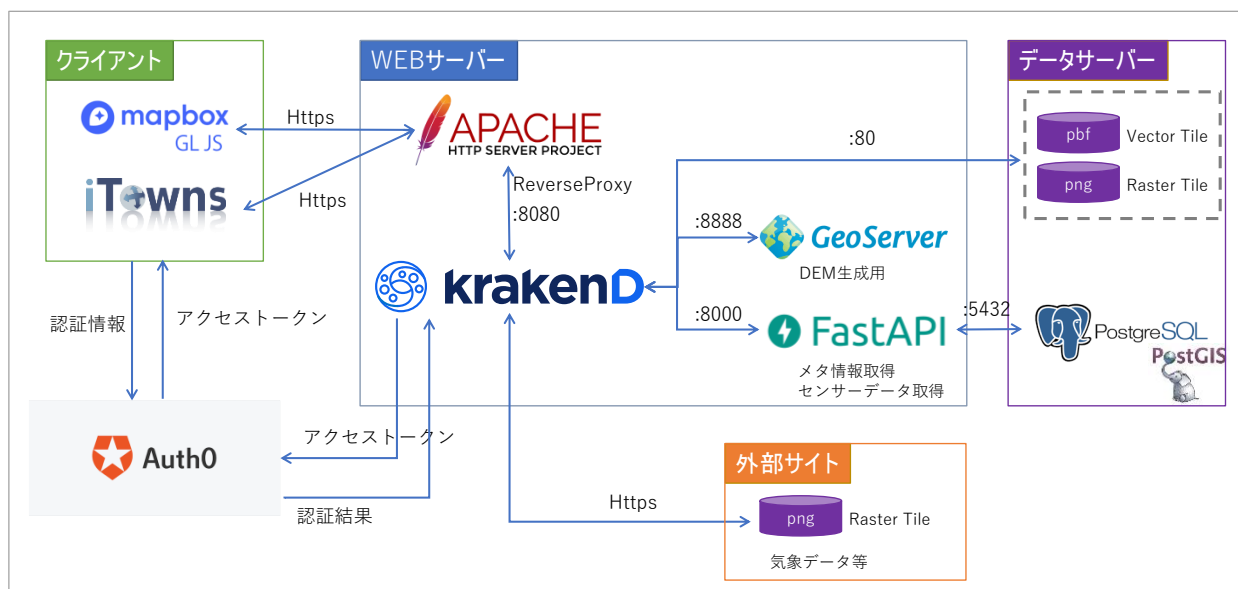 クライアント
mapbox
GL JS
iTowns
Https
Https
WEBサーバー
APACHE
HTTP SERVER PROJECT
ReverseProxy
:8080
krakenD
:80
:8888
GeoServer
DEM生成用
:8000
FastAPI
メタ情報取得
センサーデータ取得
:5432
データサーバー
pbf
Vector Tile
png
Raster Tile
PostgreSQL
PostGIS
認証情報
アクセストークン
Auth0
アクセストークン
認証結果
外部サイト
Https
png
Raster Tile
気象データ等